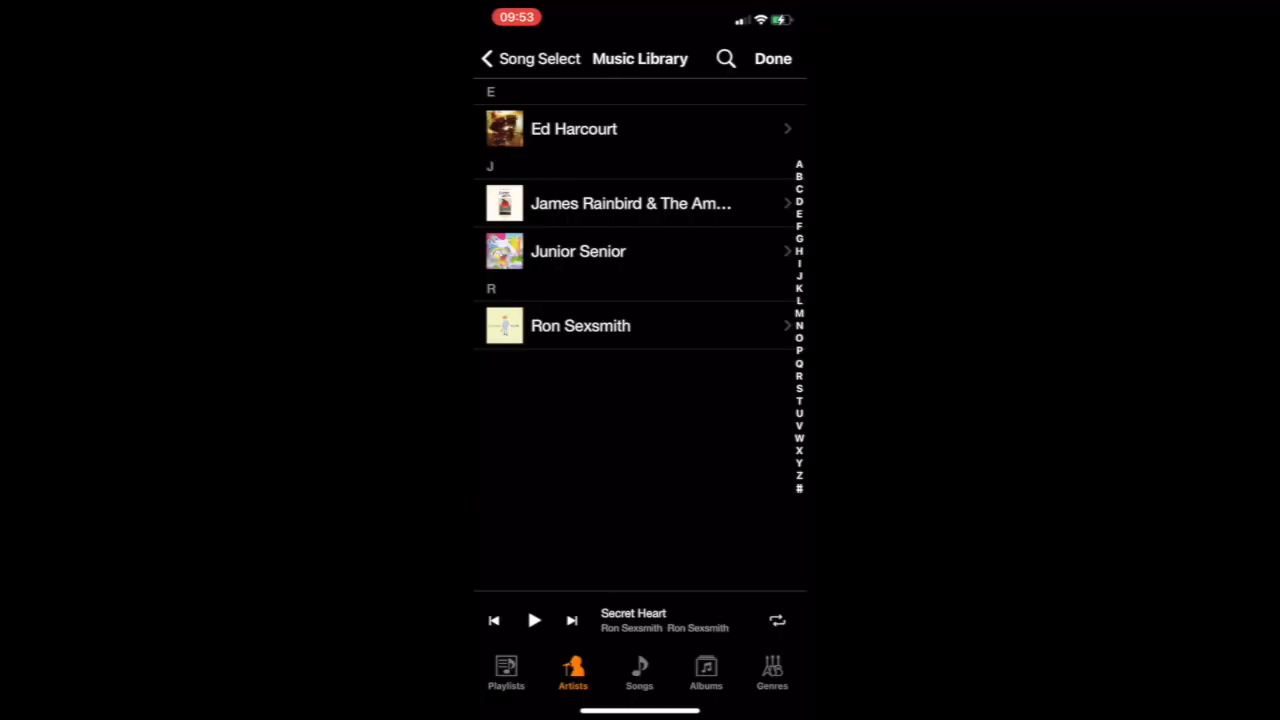 09:53
Song Select Music Library Done
E
Ed Harcourt
J
James Rainbird & The Am...
Junior Senior
R
Ron Sexsmith
A
B
C
D
E
F
G
H
I
J
K
L
M
N
O
P
Q
R
S
T
U
V
W
X
Y
Z
#
Secret Heart
Ron Sexsmith Ron Sexsmith
Playlists Artists Songs Albums Genres